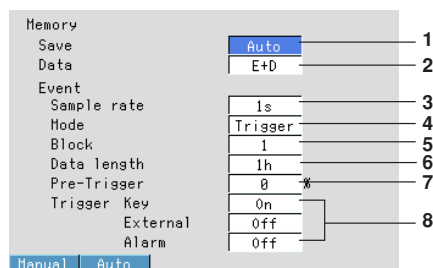 Memory
Save Auto 1
Data E+D 2
Event
Sample rate 1s 3
Mode Trigger 4
Block 1 5
Data length 1h 6
Pre-Trigger 0 % 7
Trigger Key On
External Off 8
Alarm Off
Manual Auto